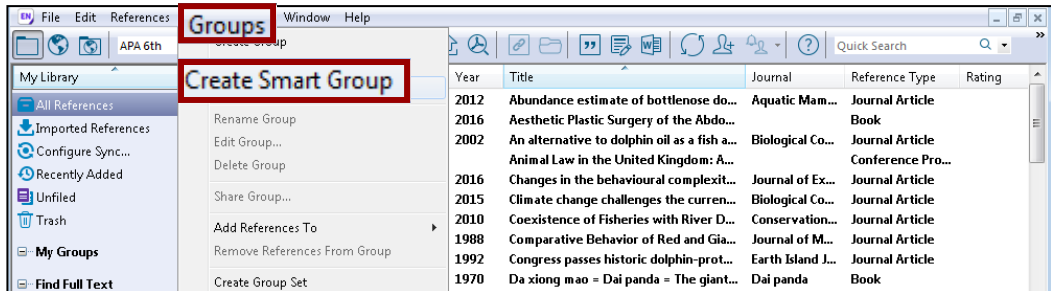 EN File Edit References Groups Window Help
APA 6th Quick Search
Create Group
Create Smart Group
Rename Group
Edit Group...
Delete Group
Share Group...
Add References To
Remove References From Group
Create Group Set
My Library
All References
Imported References
Configure Sync...
Recently Added
Unfiled
Trash
My Groups
Find Full Text
Year Title Journal Reference Type Rating
2012 Abundance estimate of bottlenose do... Aquatic Mam... Journal Article
2016 Aesthetic Plastic Surgery of the Abdo... Book
2002 An alternative to dolphin oil as a fish a... Biological Co... Journal Article
Animal Law in the United Kingdom: A... Conference Pro...
2016 Changes in the behavioural complexit... Journal of Ex... Journal Article
2015 Climate change challenges the curren... Biological Co... Journal Article
2010 Coexistence of Fisheries with River D... Conservation... Journal Article
1988 Comparative Behavior of Red and Gia... Journal of M... Journal Article
1992 Congress passes historic dolphin-prot... Earth Island J... Journal Article
1970 Da xiong mao = Dai panda = The giant... Dai panda Book